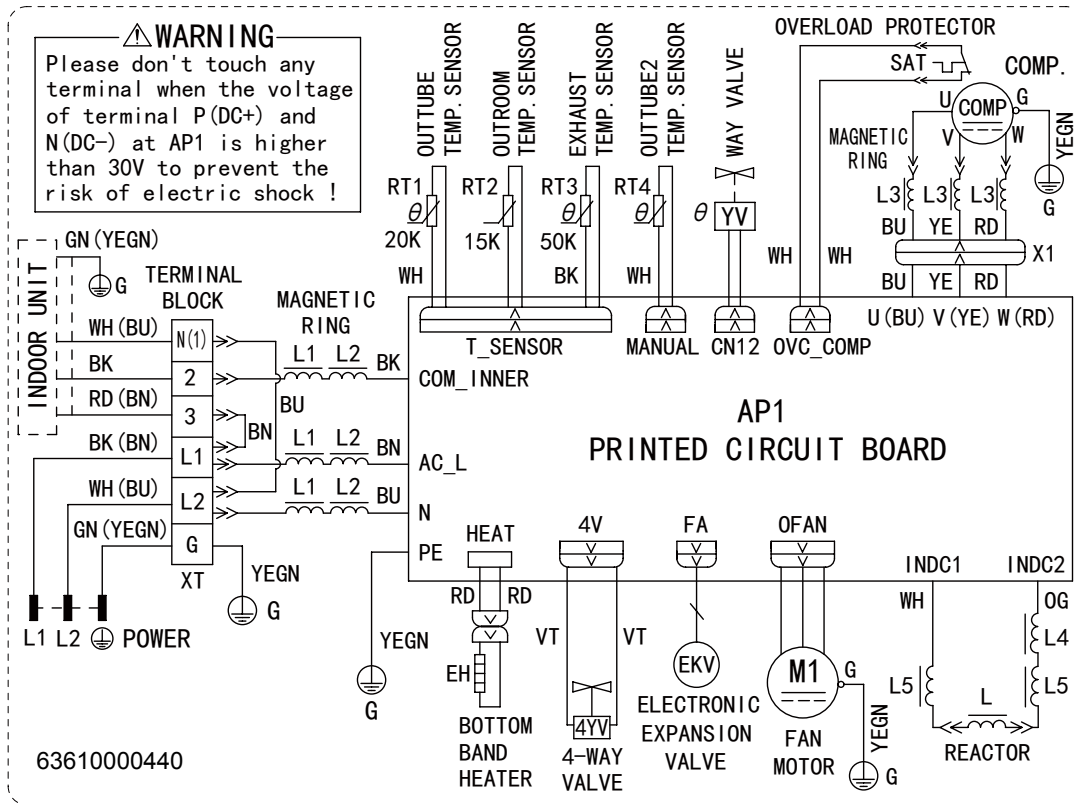 WARNING
Please don't touch any
terminal when the voltage
of terminal P(DC+) and
N(DC-) at AP1 is higher
than 30V to prevent the
risk of electric shock !
OUTTUBE
TEMP. SENSOR
OUTROOM
TEMP. SENSOR
EXHAUST
TEMP. SENSOR
OUTTUBE2
TEMP. SENSOR
WAY VALVE
OVERLOAD PROTECTOR
SAT
COMP.
U
COMP
G
V
W
YEGN
G
MAGNETIC
RING
L3 L3 L3
BU YE RD
X1
BU YE RD
U(BU) V(YE) W(RD)
RT1 RT2 RT3 RT4
θ θ θ θ YV
20K 15K 50K
WH BK WH WH WH
T_SENSOR MANUAL CN12 OVC_COMP
INDOOR UNIT
GN(YEGN)
G
TERMINAL
BLOCK
MAGNETIC
RING
WH(BU) N(1)
BK 2 L1 L2 BK COM_INNER
RD(BN) 3
BU
BN
BK(BN) L1 L1 L2 BN AC_L
WH(BU) L2 L1 L2 BU N
GN(YEGN) G
XT
YEGN
G
PE
YEGN
G
L1 L2 POWER
AP1
PRINTED CIRCUIT BOARD
HEAT 4V FA OFAN
INDC1 INDC2
RD RD
EH
BOTTOM
BAND
HEATER
VT VT
4YV
4-WAY
VALVE
EKV
ELECTRONIC
EXPANSION
VALVE
M1
G
YEGN
G
FAN
MOTOR
WH OG
L4
L5 L5
L
REACTOR
63610000440